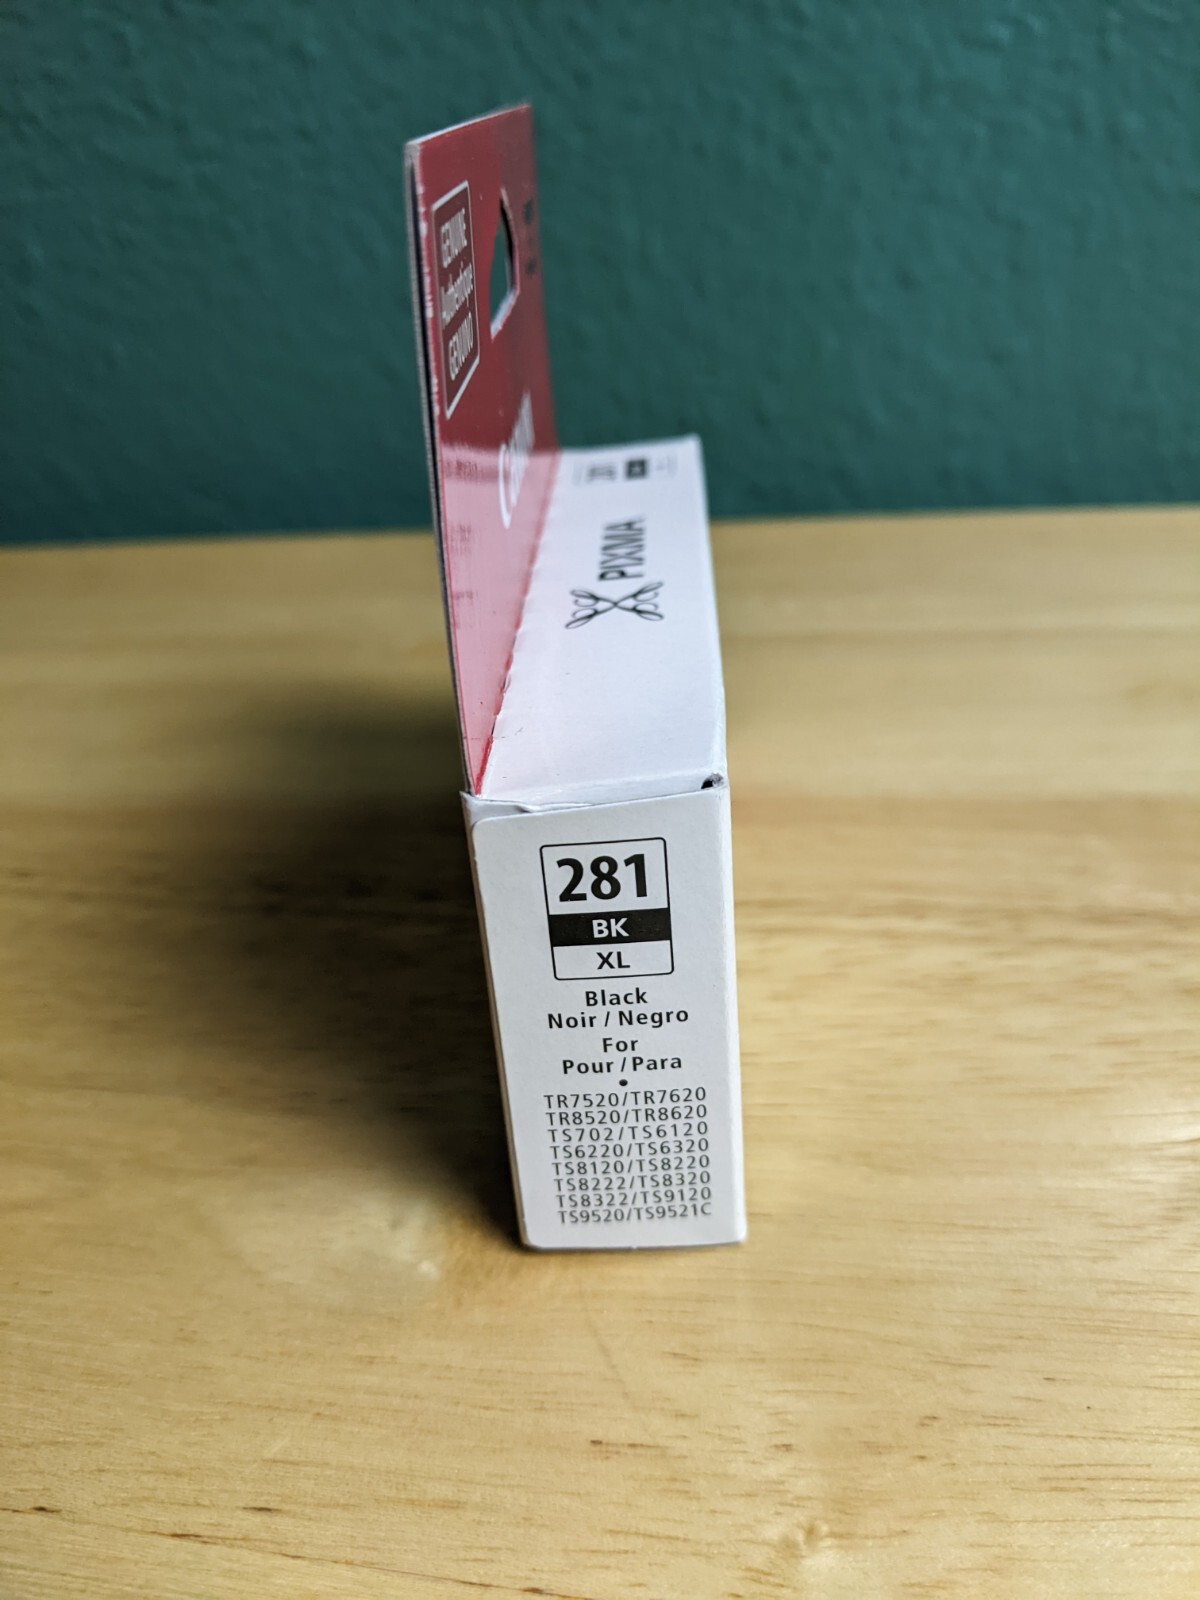 GENUINE
Authentique
GENUINO
Canon
PIXMA
281
BK
XL
Black
Noir / Negro
For
Pour / Para
TR7520/TR7620
TR8520/TR8620
TS702/TS6120
TS6220/TS6320
TS8120/TS8220
TS8222/TS8320
TS8322/TS9120
TS9520/TS9521C